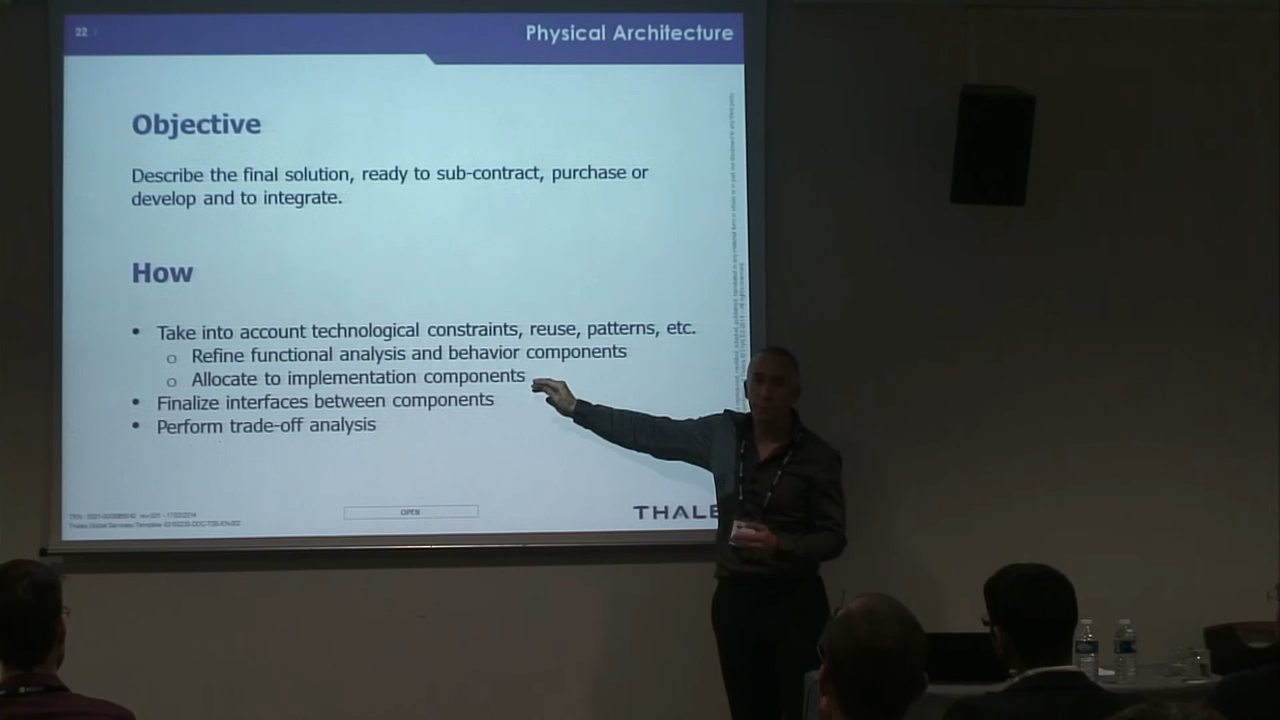 22
Physical Architecture
Objective
Describe the final solution, ready to sub-contract, purchase or
develop and to integrate.
How
• Take into account technological constraints, reuse, patterns, etc.
o Refine functional analysis and behavior components
o Allocate to implementation components
• Finalize interfaces between components
• Perform trade-off analysis
OPEN
THALE